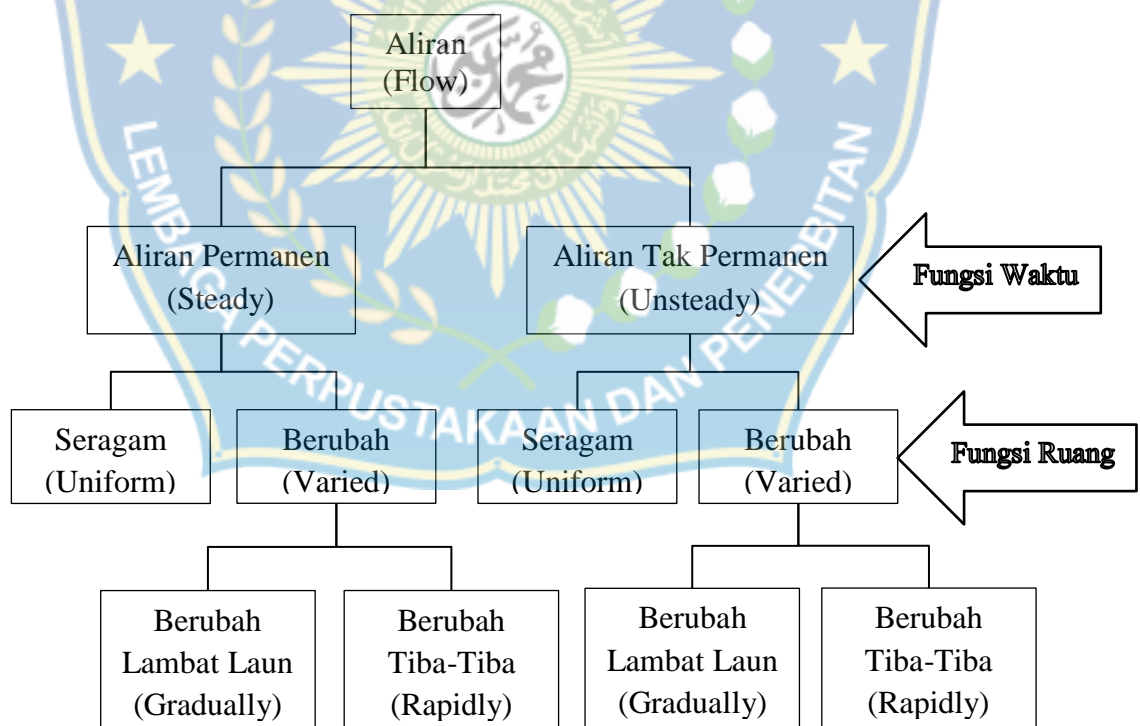 Aliran
(Flow)
Aliran Permanen
(Steady)
Aliran Tak Permanen
(Unsteady)
Fungsi Waktu
Seragam
(Uniform)
Berubah
(Varied)
Seragam
(Uniform)
Berubah
(Varied)
Fungsi Ruang
Berubah
Lambat Laun
(Gradually)
Berubah
Tiba-Tiba
(Rapidly)
Berubah
Lambat Laun
(Gradually)
Berubah
Tiba-Tiba
(Rapidly)
LEMBAGA PERPUSTAKAAN DAN PENERBITAN